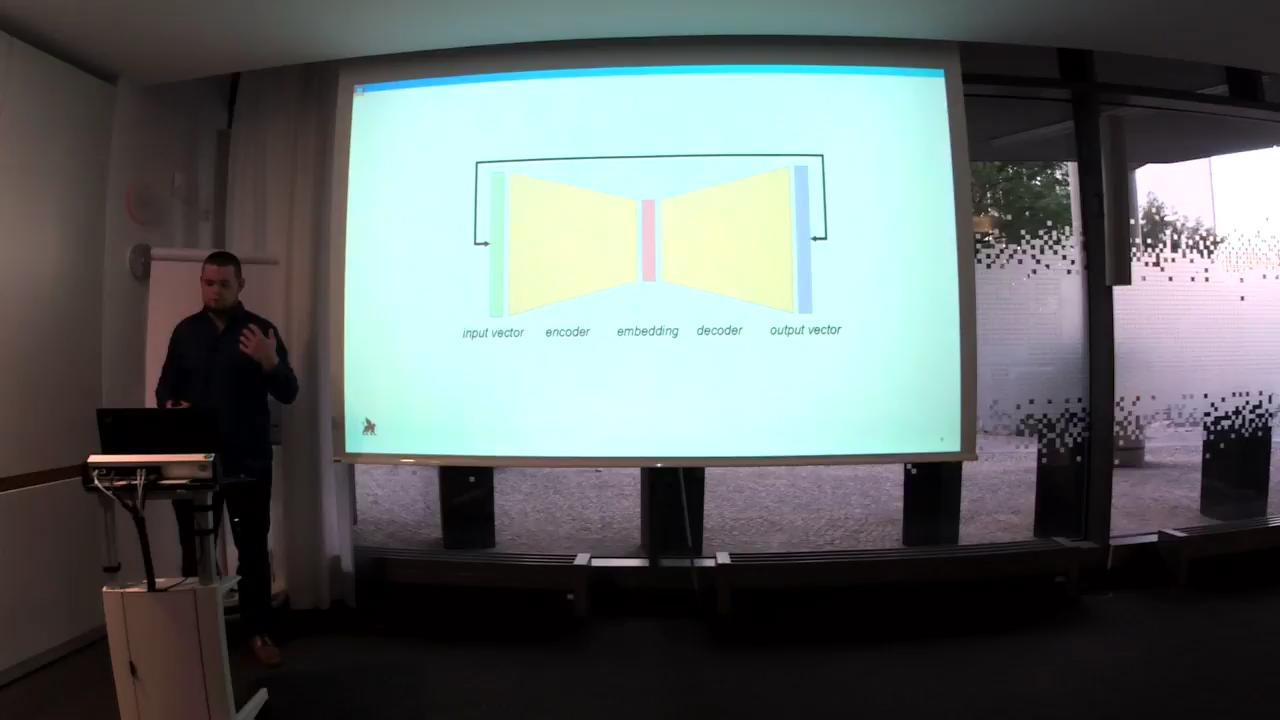 input vector encoder embedding decoder output vector